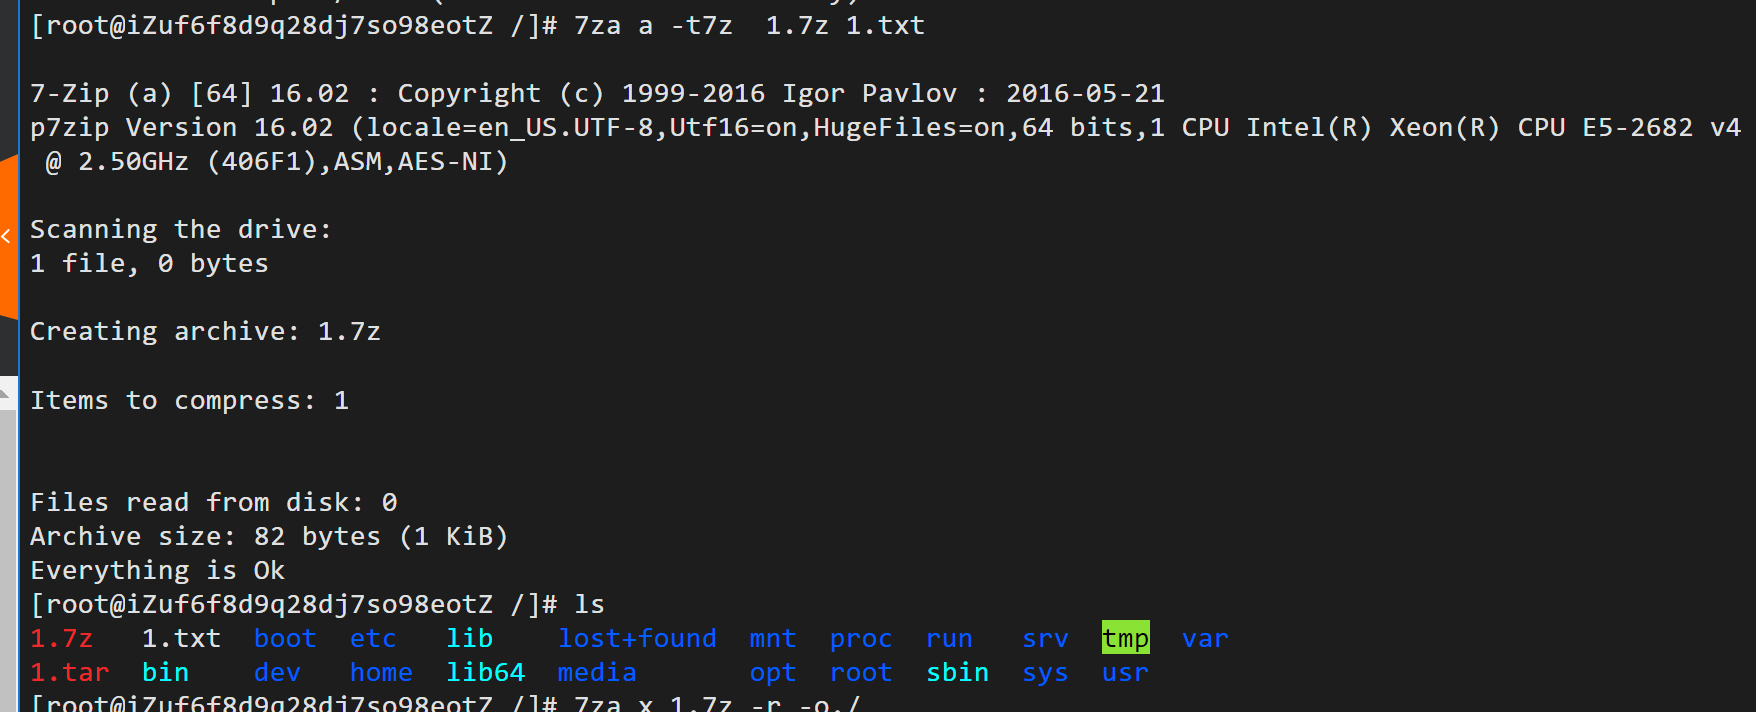 [root@iZuf6f8d9q28dj7so98eotZ /]# 7za a -t7z  1.7z 1.txt
7-Zip (a) [64] 16.02 : Copyright (c) 1999-2016 Igor Pavlov : 2016-05-21
p7zip Version 16.02 (locale=en_US.UTF-8,Utf16=on,HugeFiles=on,64 bits,1 CPU Intel(R) Xeon(R) CPU E5-2682 v4
 @ 2.50GHz (406F1),ASM,AES-NI)
Scanning the drive:
1 file, 0 bytes
Creating archive: 1.7z
Items to compress: 1
Files read from disk: 0
Archive size: 82 bytes (1 KiB)
Everything is Ok
[root@iZuf6f8d9q28dj7so98eotZ /]# ls
1.7z   1.txt  boot  etc   lib    lost+found  mnt  proc  run   srv  tmp  var
1.tar  bin    dev   home  lib64  media       opt  root  sbin  sys  usr
[root@iZuf6f8d9q28dj7so98eotZ /]# 7za x 1.7z -r -o./